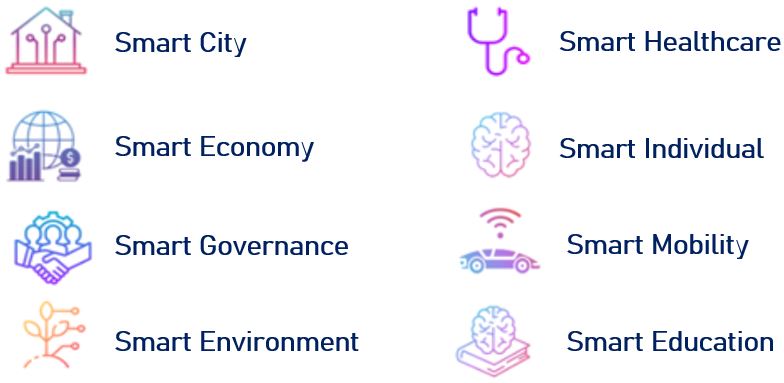 Smart City
Smart Healthcare
Smart Economy
Smart Individual
Smart Governance
Smart Mobility
Smart Environment
Smart Education